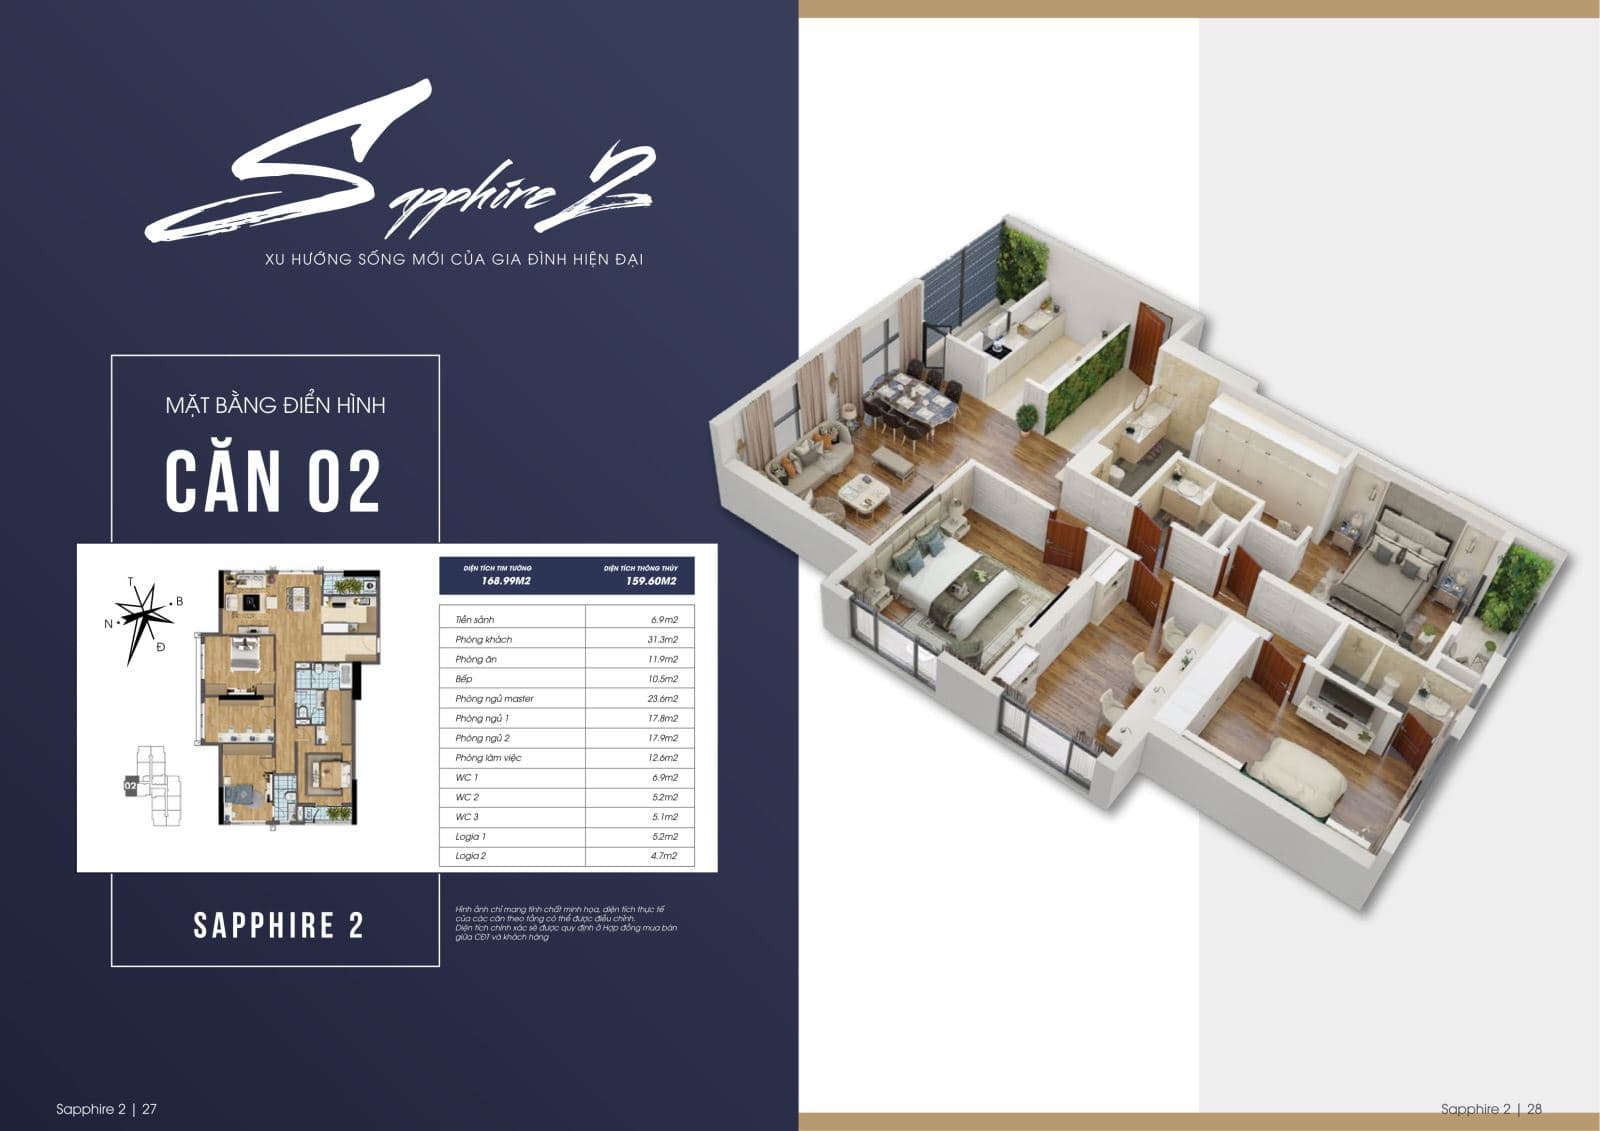 Sapphire 2
XU HƯỚNG SỐNG MỚI CỦA GIA ĐÌNH HIỆN ĐẠI
MẶT BẰNG ĐIỂN HÌNH
CĂN 02
T
B
N
Đ
02
DIỆN TÍCH TIM TƯỜNG DIỆN TÍCH THÔNG THỦY
168.99M2 159.60M2
Tiền sảnh 6.9m2
Phòng khách 31.3m2
Phòng ăn 11.9m2
Bếp 10.5m2
Phòng ngủ master 23.6m2
Phòng ngủ 1 17.8m2
Phòng ngủ 2 17.9m2
Phòng làm việc 12.6m2
WC 1 6.9m2
WC 2 5.2m2
WC 3 5.1m2
Logia 1 5.2m2
Logia 2 4.7m2
SAPPHIRE 2
Hình ảnh chỉ mang tính chất minh họa, diện tích thực tế
của các căn theo tầng có thể được điều chỉnh.
Diện tích chính xác sẽ được quy định ở Hợp đồng mua bán
giữa CĐT và khách hàng
Sapphire 2 | 27
Sapphire 2 | 28